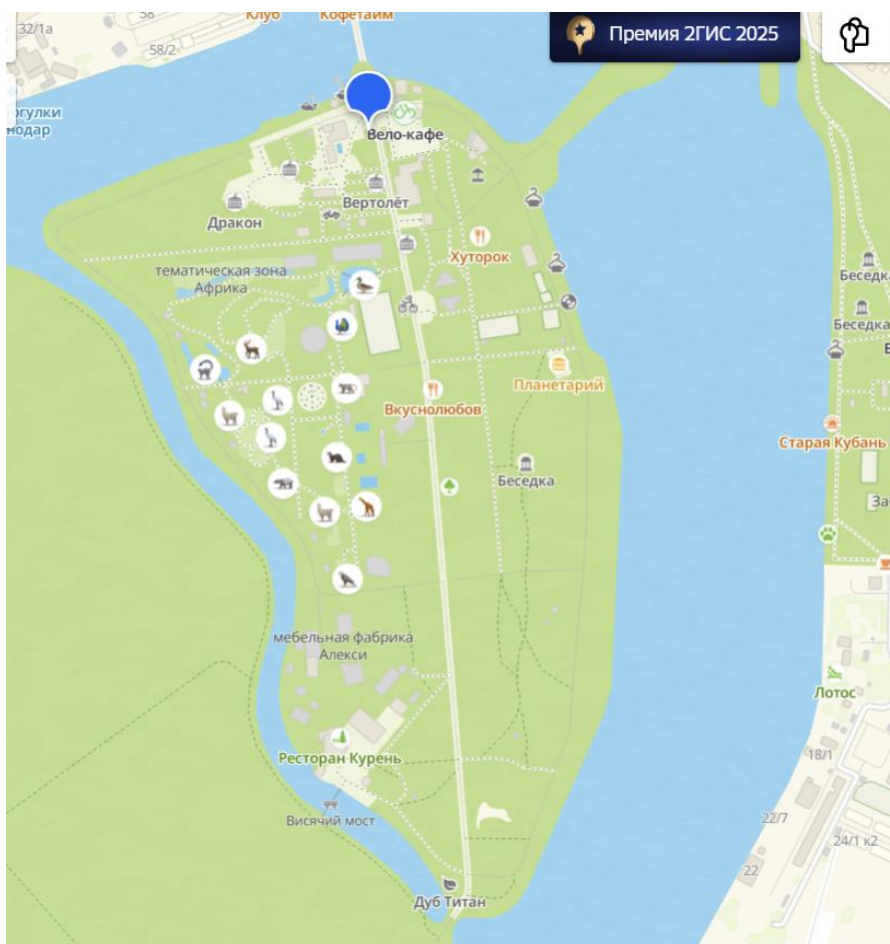 Клуб
Кофетайм
32/1а
58
58/2
Премия 2ГИС 2025
Вело-кафе
Вертолёт
Дракон
Хуторок
тематическая зона
Африка
Беседка
Беседка
Планетарий
Вкуснолюбов
Старая Кубань
Беседка
мебельная фабрика
Алекси
Лотос
Ресторан Курень
18/1
Висячий мост
22/7
24/1 к2
22
Дуб Титан